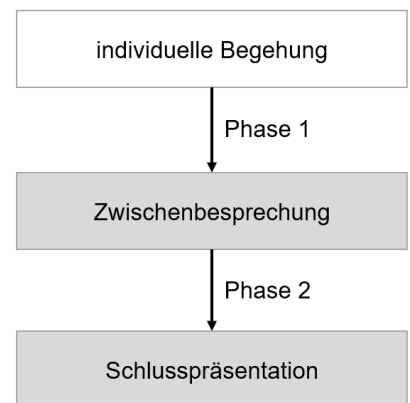 individuelle Begehung
Phase 1
Zwischenbesprechung
Phase 2
Schlusspräsentation